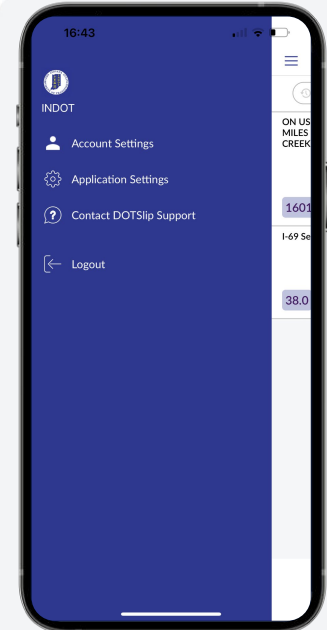 16:43
INDOT
Account Settings
Application Settings
Contact DOTSlip Support
Logout
ON US
MILES
CREEK
1601
I-69 Se
38.0